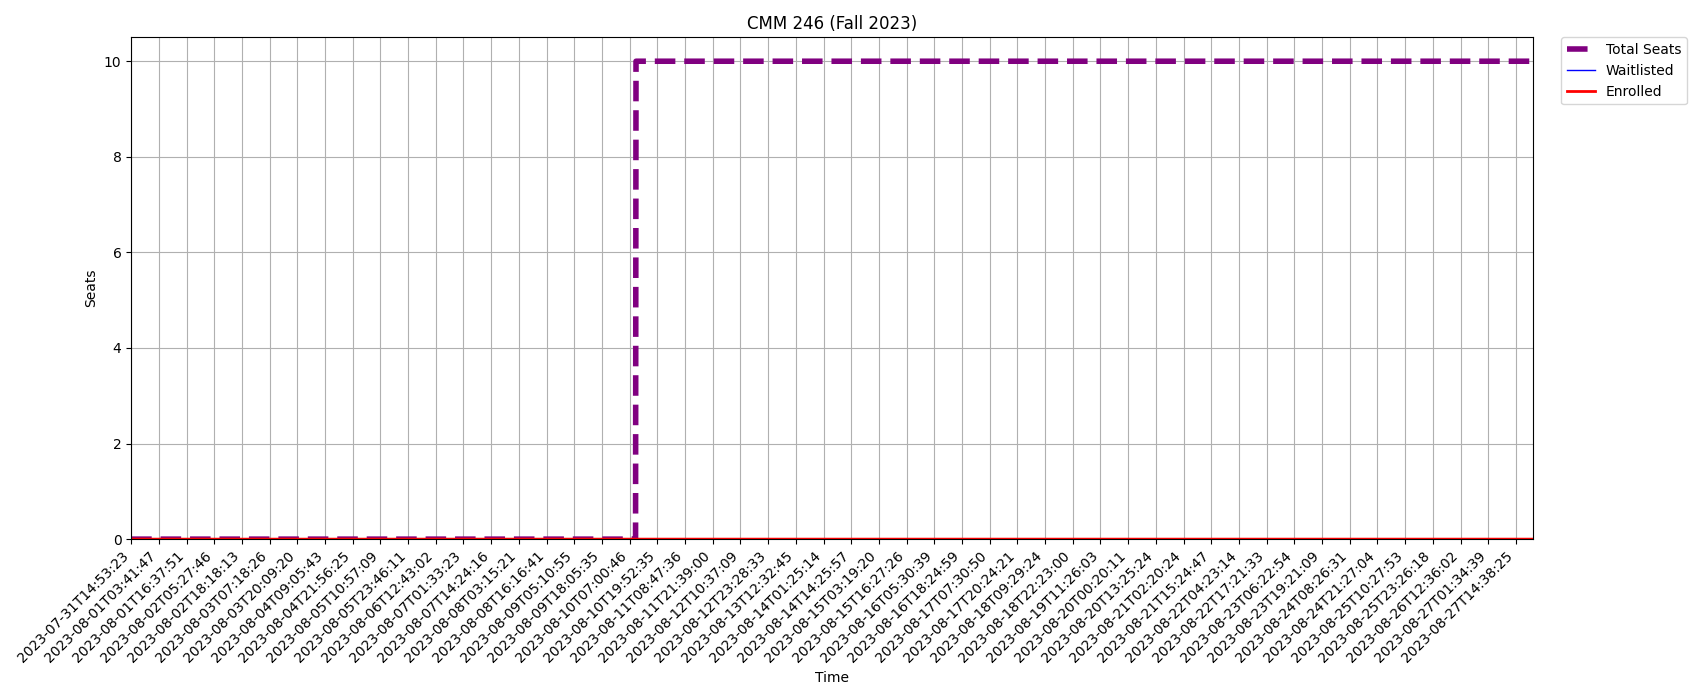 CMM 246 (Fall 2023)
Total Seats
Waitlisted
Enrolled
Seats
10
8
6
4
2
0
2023-07-31T14:53:23
2023-08-01T03:41:47
2023-08-01T16:37:51
2023-08-02T05:27:46
2023-08-02T18:18:13
2023-08-03T07:18:26
2023-08-03T20:09:20
2023-08-04T09:05:43
2023-08-04T21:56:25
2023-08-05T10:57:09
2023-08-05T23:46:11
2023-08-06T12:43:02
2023-08-07T01:33:23
2023-08-07T14:24:16
2023-08-08T03:15:21
2023-08-08T16:16:41
2023-08-09T05:10:55
2023-08-09T18:05:35
2023-08-10T07:00:46
2023-08-10T19:52:35
2023-08-11T08:47:36
2023-08-11T21:39:00
2023-08-12T10:37:09
2023-08-12T23:28:33
2023-08-13T12:32:45
2023-08-14T01:25:14
2023-08-14T14:25:57
2023-08-15T03:19:20
2023-08-15T16:27:26
2023-08-16T05:30:39
2023-08-16T18:24:59
2023-08-17T07:30:50
2023-08-17T20:24:21
2023-08-18T09:29:24
2023-08-18T22:23:00
2023-08-19T11:26:03
2023-08-20T00:20:11
2023-08-20T13:25:24
2023-08-21T02:20:24
2023-08-21T15:24:47
2023-08-22T04:23:14
2023-08-22T17:21:33
2023-08-23T06:22:54
2023-08-23T19:21:09
2023-08-24T08:26:31
2023-08-24T21:27:04
2023-08-25T10:27:53
2023-08-25T23:26:18
2023-08-26T12:36:02
2023-08-27T01:34:39
2023-08-27T14:38:25
Time